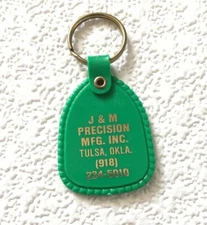 J & M
PRECISION
MFG. INC.
TULSA, OKLA.
(918)
234-5010